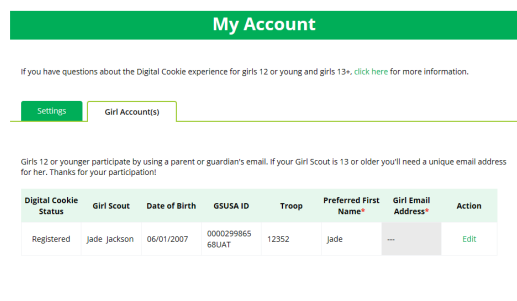 My Account
If you have questions about the Digital Cookie experience for girls 12 or young and girls 13+, click here for more information.
Settings
Girl Account(s)
Girls 12 or younger participate by using a parent or guardian's email. If your Girl Scout is 13 or older you'll need a unique email address
for her. Thanks for your participation!
Digital Cookie Status Girl Scout Date of Birth GSUSA ID Troop Preferred First Name* Girl Email Address* Action
Registered Jade Jackson 06/01/2007 0000299865 68UAT 12352 Jade --- Edit